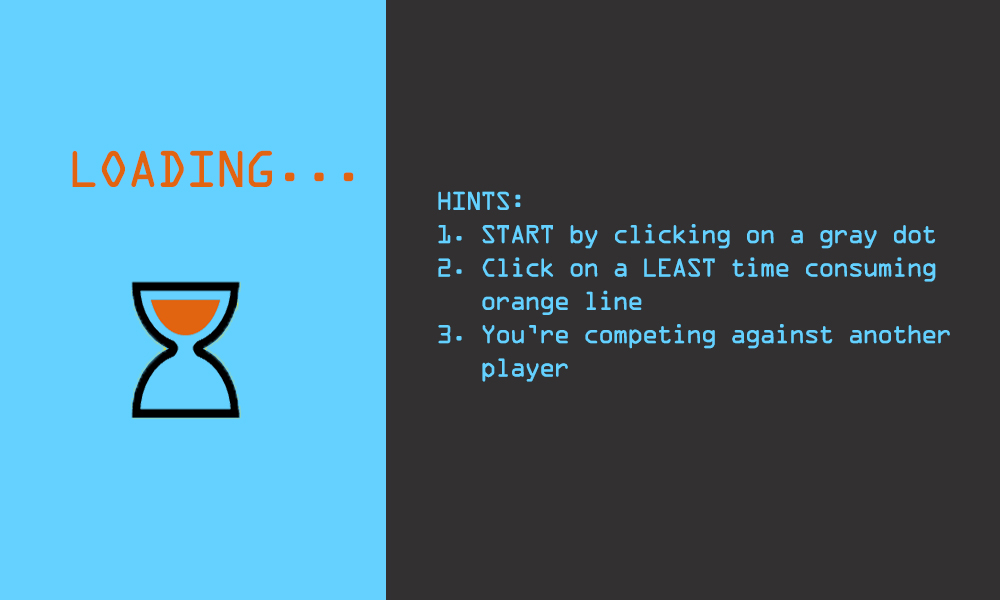 LOADING...
HINTS:
1. START by clicking on a gray dot
2. Click on a LEAST time consuming
orange line
3. You're competing against another
player